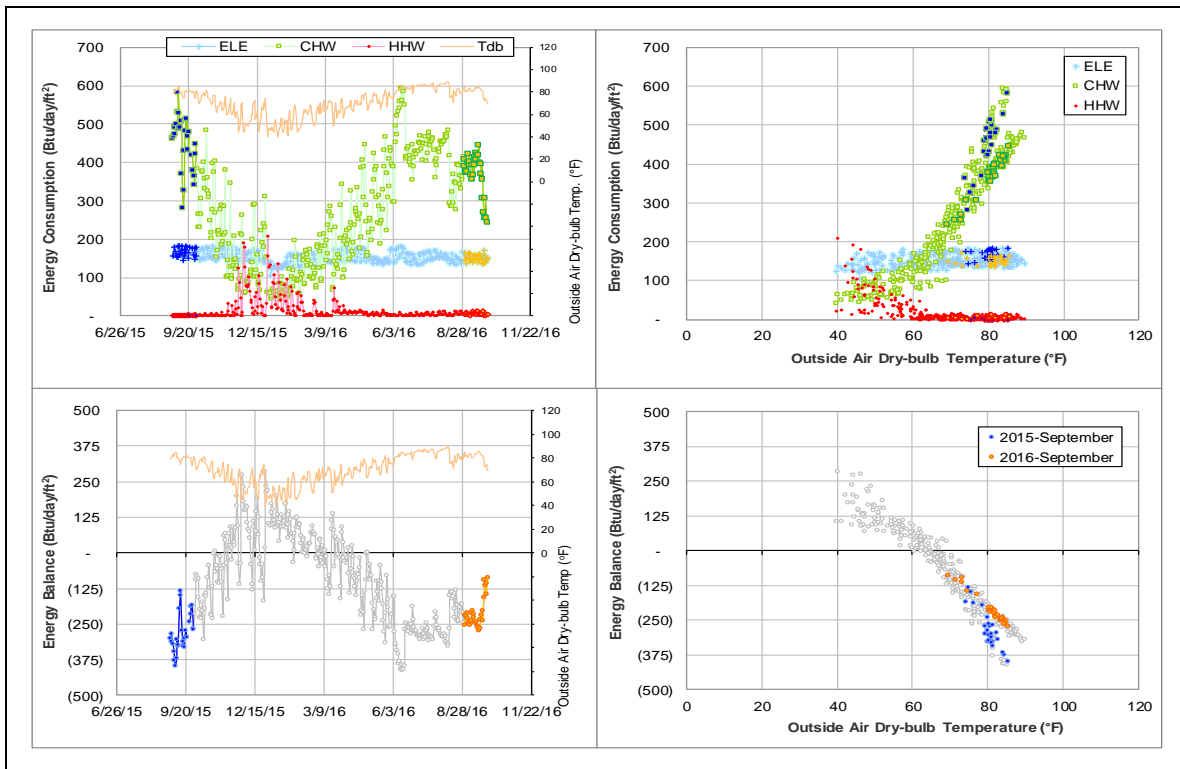 ELE CHW HHW Tdb
Energy Consumption (Btu/day/ft²)
700
600
500
400
300
200
100
-
6/26/15 9/20/15 12/15/15 3/9/16 6/3/16 8/28/16 11/22/16
120
100
80
60
40
20
0
Outside Air Dry-bulb Temp. (°F)
ELE
CHW
HHW
Energy Consumption (Btu/day/ft²)
700
600
500
400
300
200
100
-
0 20 40 60 80 100 120
Outside Air Dry-bulb Temperature (°F)
Energy Balance (Btu/day/ft²)
500
375
250
125
-
(125)
(250)
(375)
(500)
6/26/15 9/20/15 12/15/15 3/9/16 6/3/16 8/28/16 11/22/16
120
100
80
60
40
20
0
Outside Air Dry-bulb Temp (°F)
2015-September
2016-September
Energy Balance (Btu/day/ft²)
500
375
250
125
-
(125)
(250)
(375)
(500)
0 20 40 60 80 100 120
Outside Air Dry-bulb Temperature (°F)